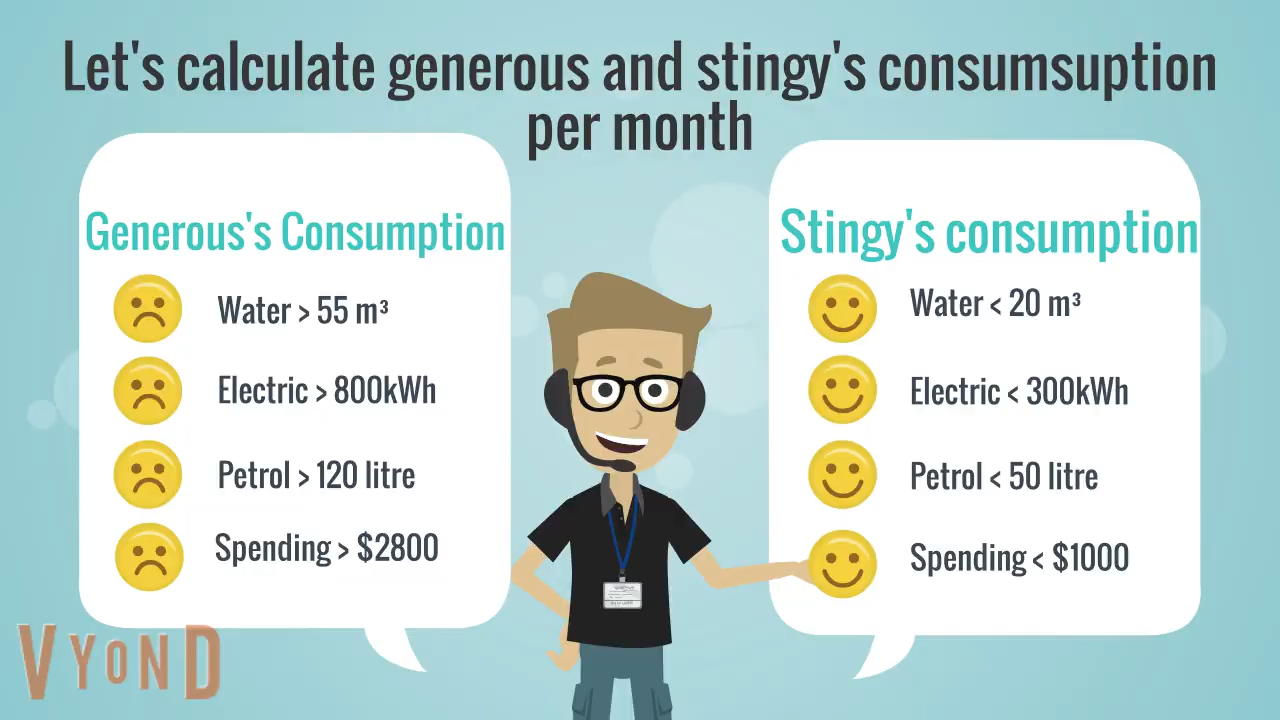 Let's calculate generous and stingy's consumsuption
per month
Generous's Consumption
Water > 55 m³
Electric > 800kWh
Petrol > 120 litre
Spending > $2800
Stingy's consumption
Water < 20 m³
Electric < 300kWh
Petrol < 50 litre
Spending < $1000
VYOND